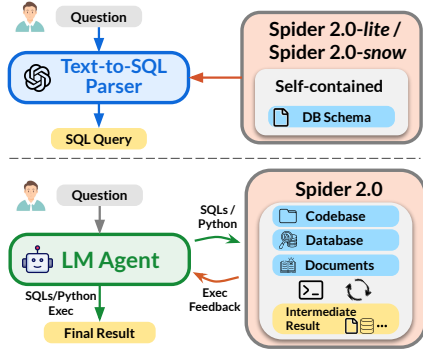 Question
Text-to-SQL
Parser
SQL Query
Spider 2.0-lite /
Spider 2.0-snow
Self-contained
DB Schema
Question
LM Agent
SQLs/Python
Exec
Final Result
SQLs /
Python
Exec
Feedback
Spider 2.0
Codebase
Database
Documents
Intermediate
Result ...